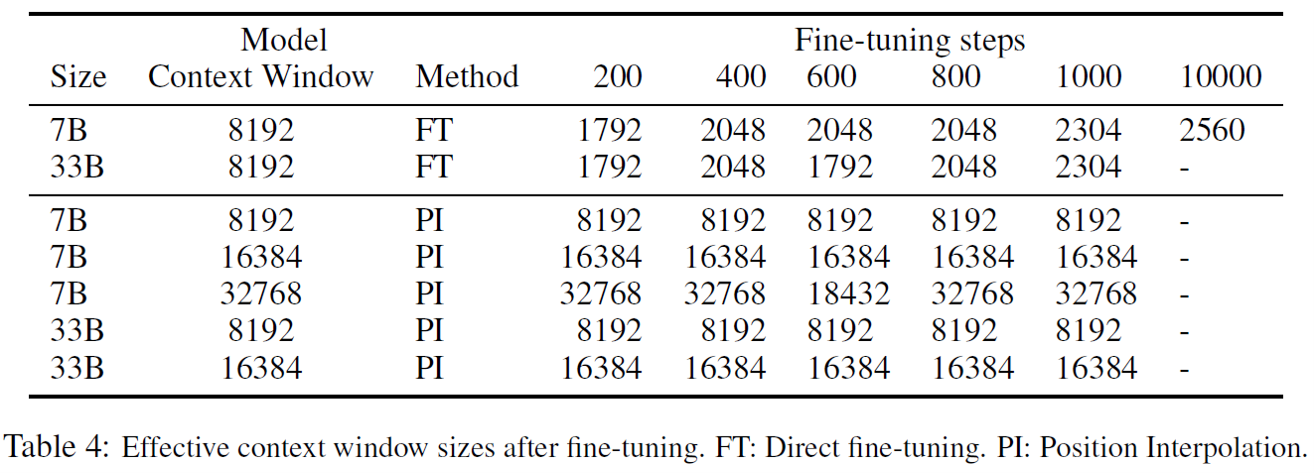 Model Fine-tuning steps
Size Context Window Method 200 400 600 800 1000 10000
7B 8192 FT 1792 2048 2048 2048 2304 2560
33B 8192 FT 1792 2048 1792 2048 2304 -
7B 8192 PI 8192 8192 8192 8192 8192 -
7B 16384 PI 16384 16384 16384 16384 16384 -
7B 32768 PI 32768 32768 18432 32768 32768 -
33B 8192 PI 8192 8192 8192 8192 8192 -
33B 16384 PI 16384 16384 16384 16384 16384 -
Table 4: Effective context window sizes after fine-tuning. FT: Direct fine-tuning. PI: Position Interpolation.